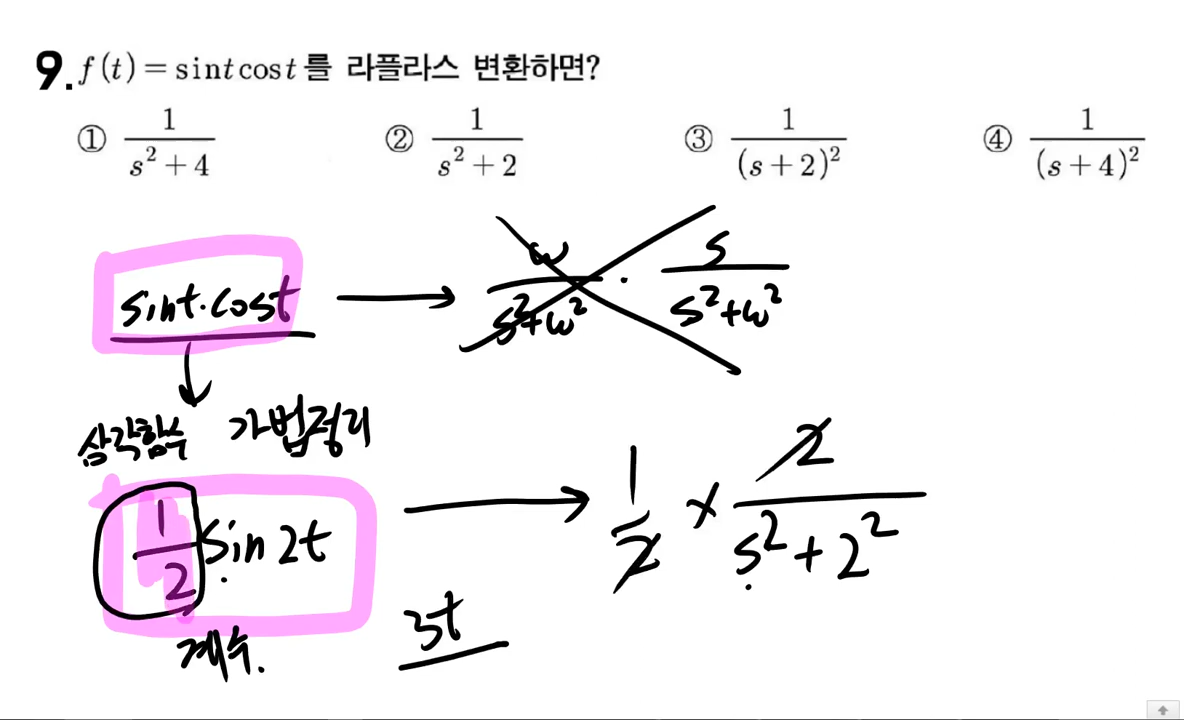 9. f(t) = sint cost 를 라플라스 변환하면?
① 1/(s²+4) ② 1/(s²+2) ③ 1/(s+2)² ④ 1/(s+4)²
sint·cost → ω/(s²+ω²) · s/(s²+ω²)
삼각함수 가법정리
1/2 sin 2t → 1/2 × 2/(s²+2²)
3t
계수.